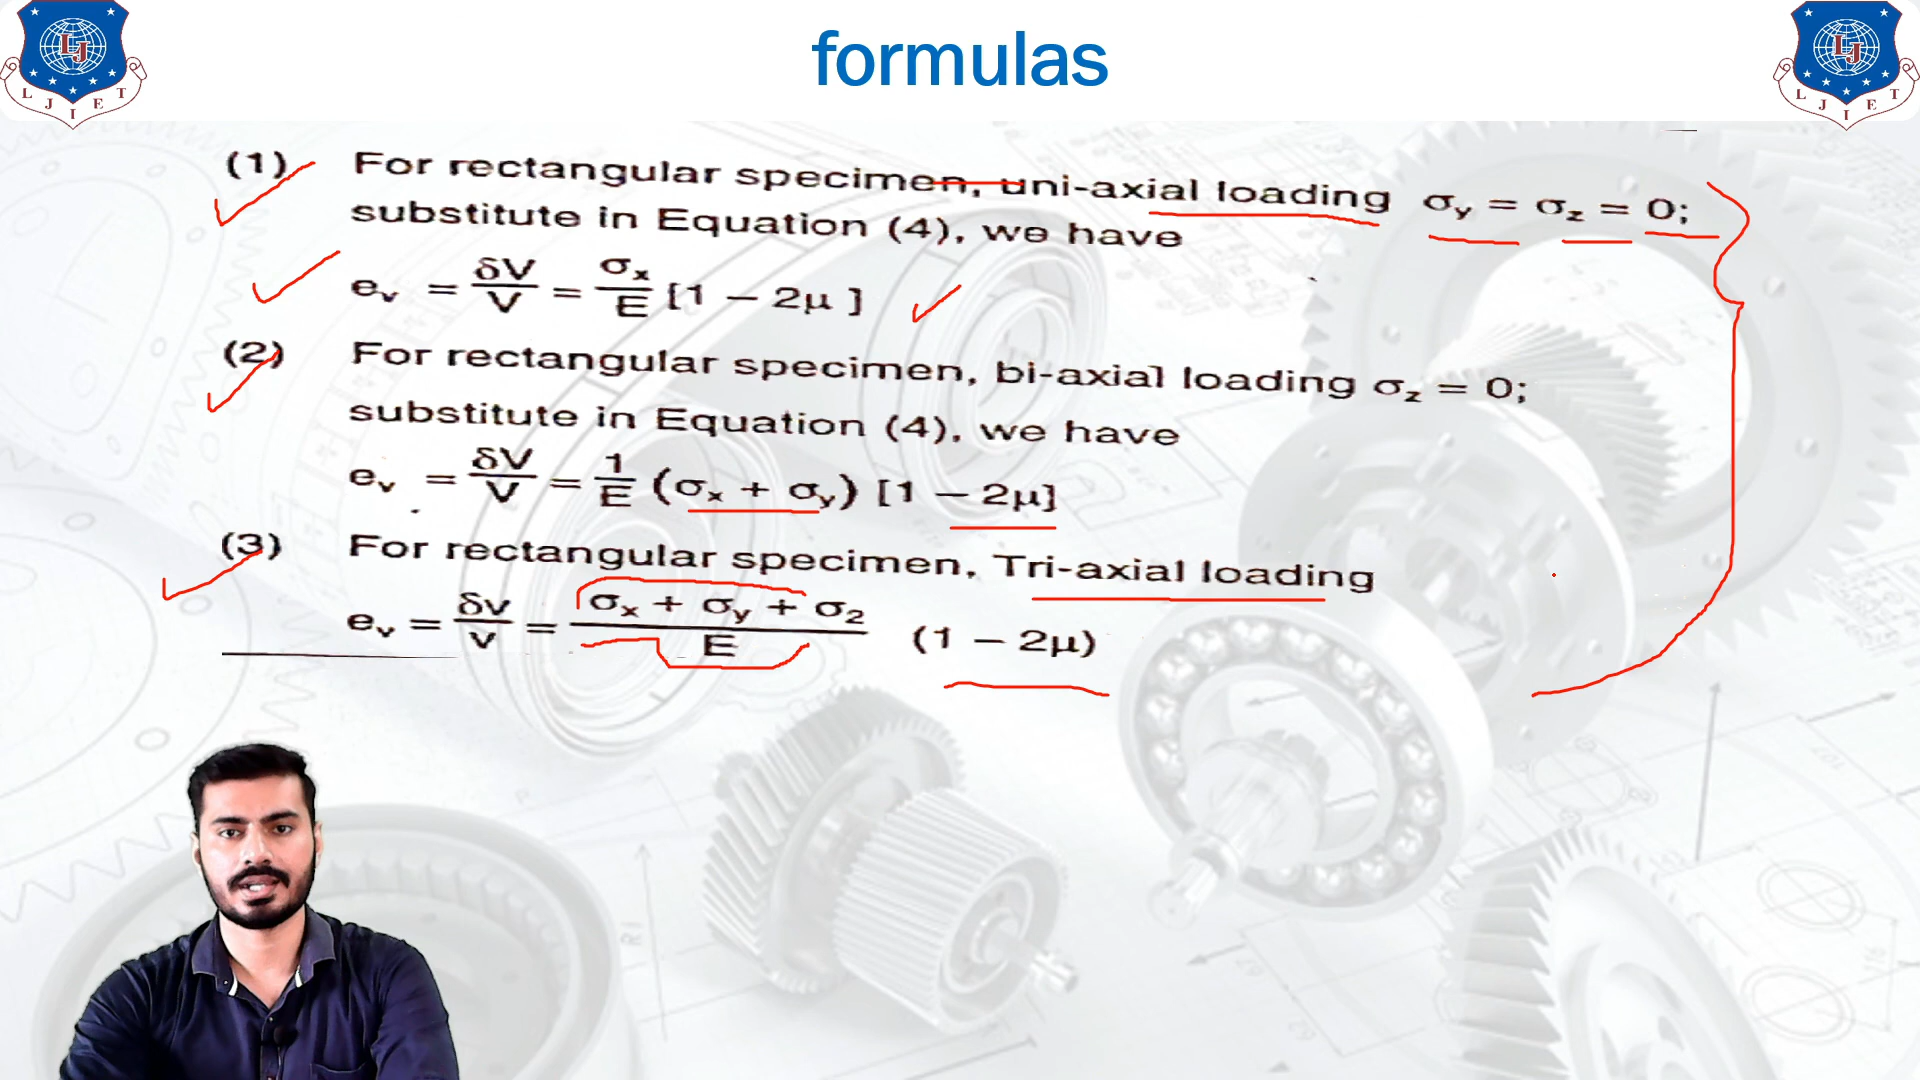 formulas
L J I E T
L J I E T
LJ
LJ
(1) For rectangular specimen, uni-axial loading σy = σz = 0;
substitute in Equation (4), we have
ev = δV/V = σx/E [1 – 2μ ]
(2) For rectangular specimen, bi-axial loading σz = 0;
substitute in Equation (4), we have
ev = δV/V = 1/E (σx + σy) [1 – 2μ]
(3) For rectangular specimen, Tri-axial loading
ev = δv/v = σx + σy + σ2/E (1 – 2μ)